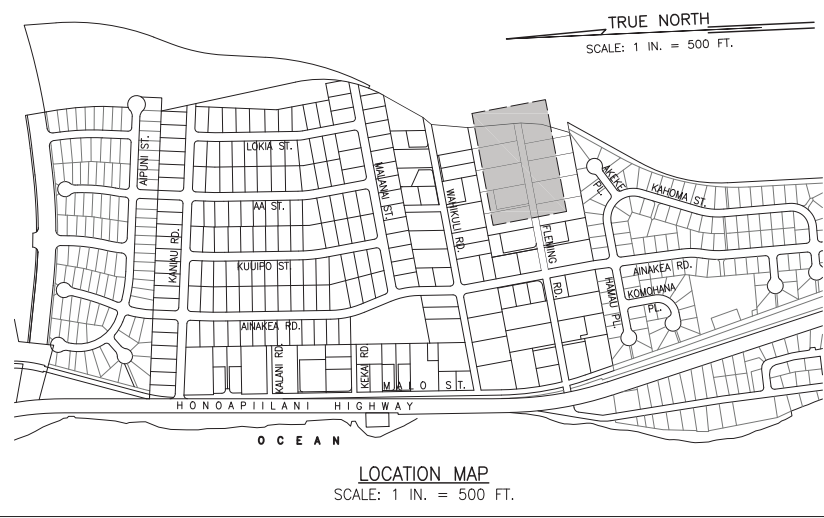 TRUE NORTH
SCALE: 1 IN. = 500 FT.
AIPUNI ST.
LOKIA ST.
MALANAI ST.
AKEKE PL.
KAHOMA ST.
AA ST.
WAHIKULI RD.
KANIAU RD.
FLEMING RD.
KUUIPO ST.
AINAKEA RD.
HAMAU PL.
KOMOHANA PL.
AINAKEA RD.
KALANI RD.
KEKAI RD.
MALO ST.
HONOAPIILANI HIGHWAY
OCEAN
LOCATION MAP
SCALE: 1 IN. = 500 FT.